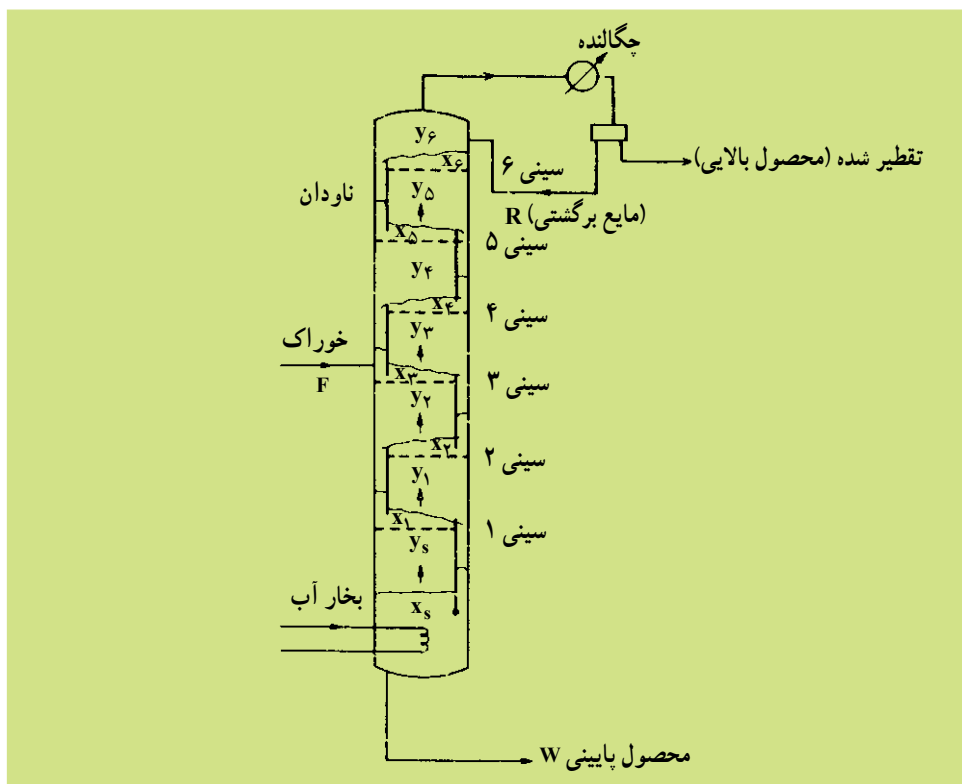 چگالنده
y۶
تقطیر شده (محصول بالایی)
x۶
سینی ۶
ناودان
y۵
R (مایع برگشتی)
x۵
سینی ۵
y۴
x۴
سینی ۴
خوراک
y۳
F
x۳
سینی ۳
y۲
x۲
سینی ۲
y۱
x۱
سینی ۱
ys
بخار آب
xs
محصول پایینی W